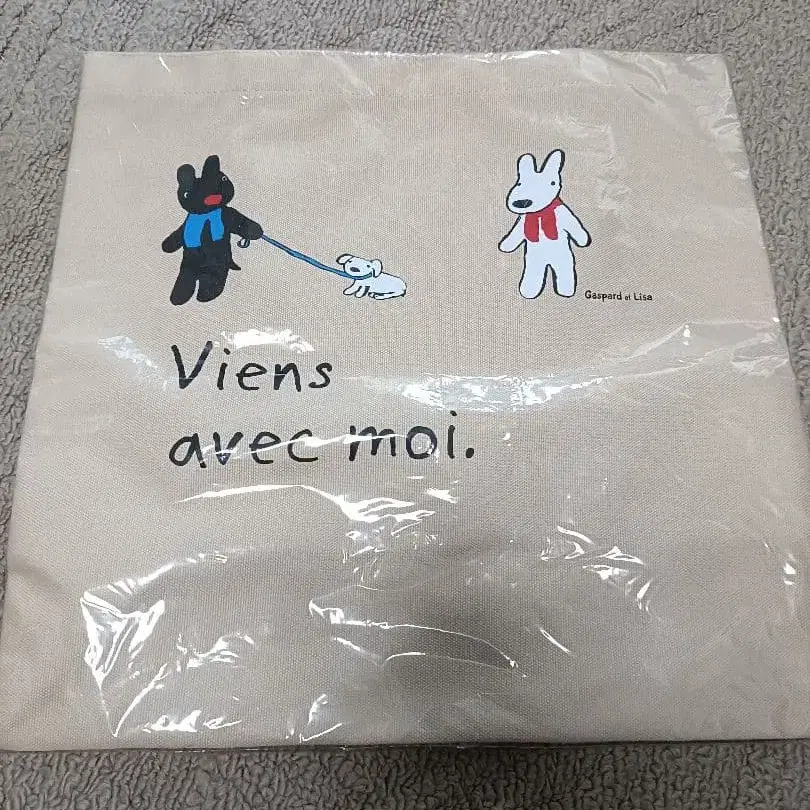 Gaspard et Lisa
Viens
avec moi.